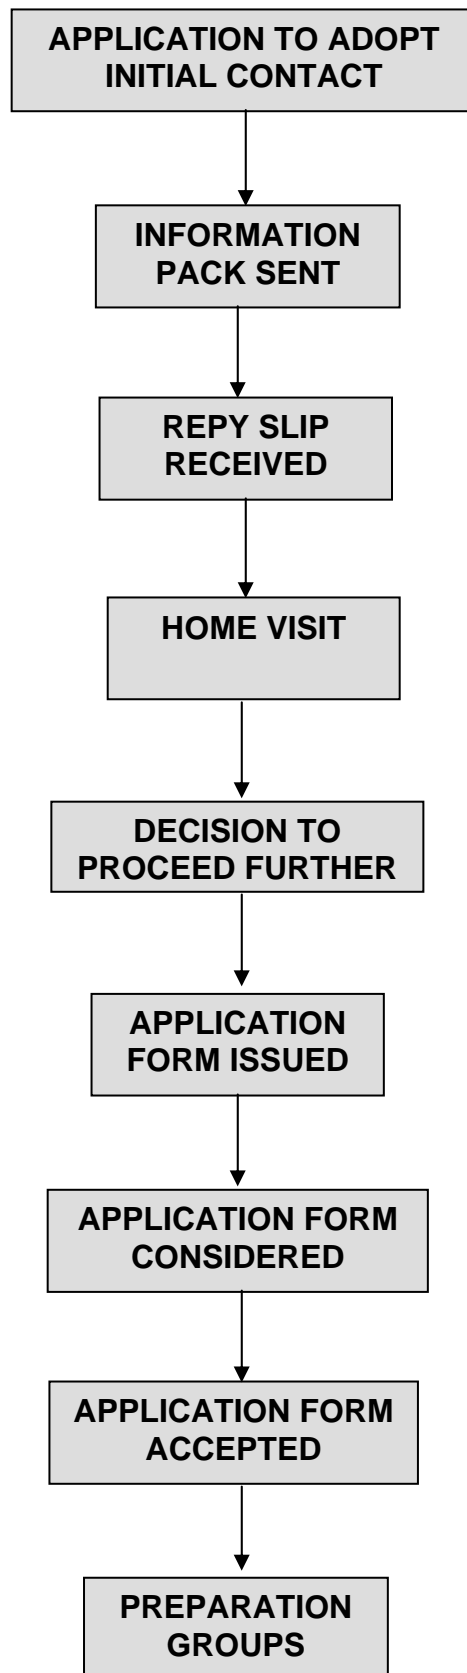 APPLICATION TO ADOPT
INITIAL CONTACT
INFORMATION
PACK SENT
REPY SLIP
RECEIVED
HOME VISIT
DECISION TO
PROCEED FURTHER
APPLICATION
FORM ISSUED
APPLICATION FORM
CONSIDERED
APPLICATION FORM
ACCEPTED
PREPARATION
GROUPS